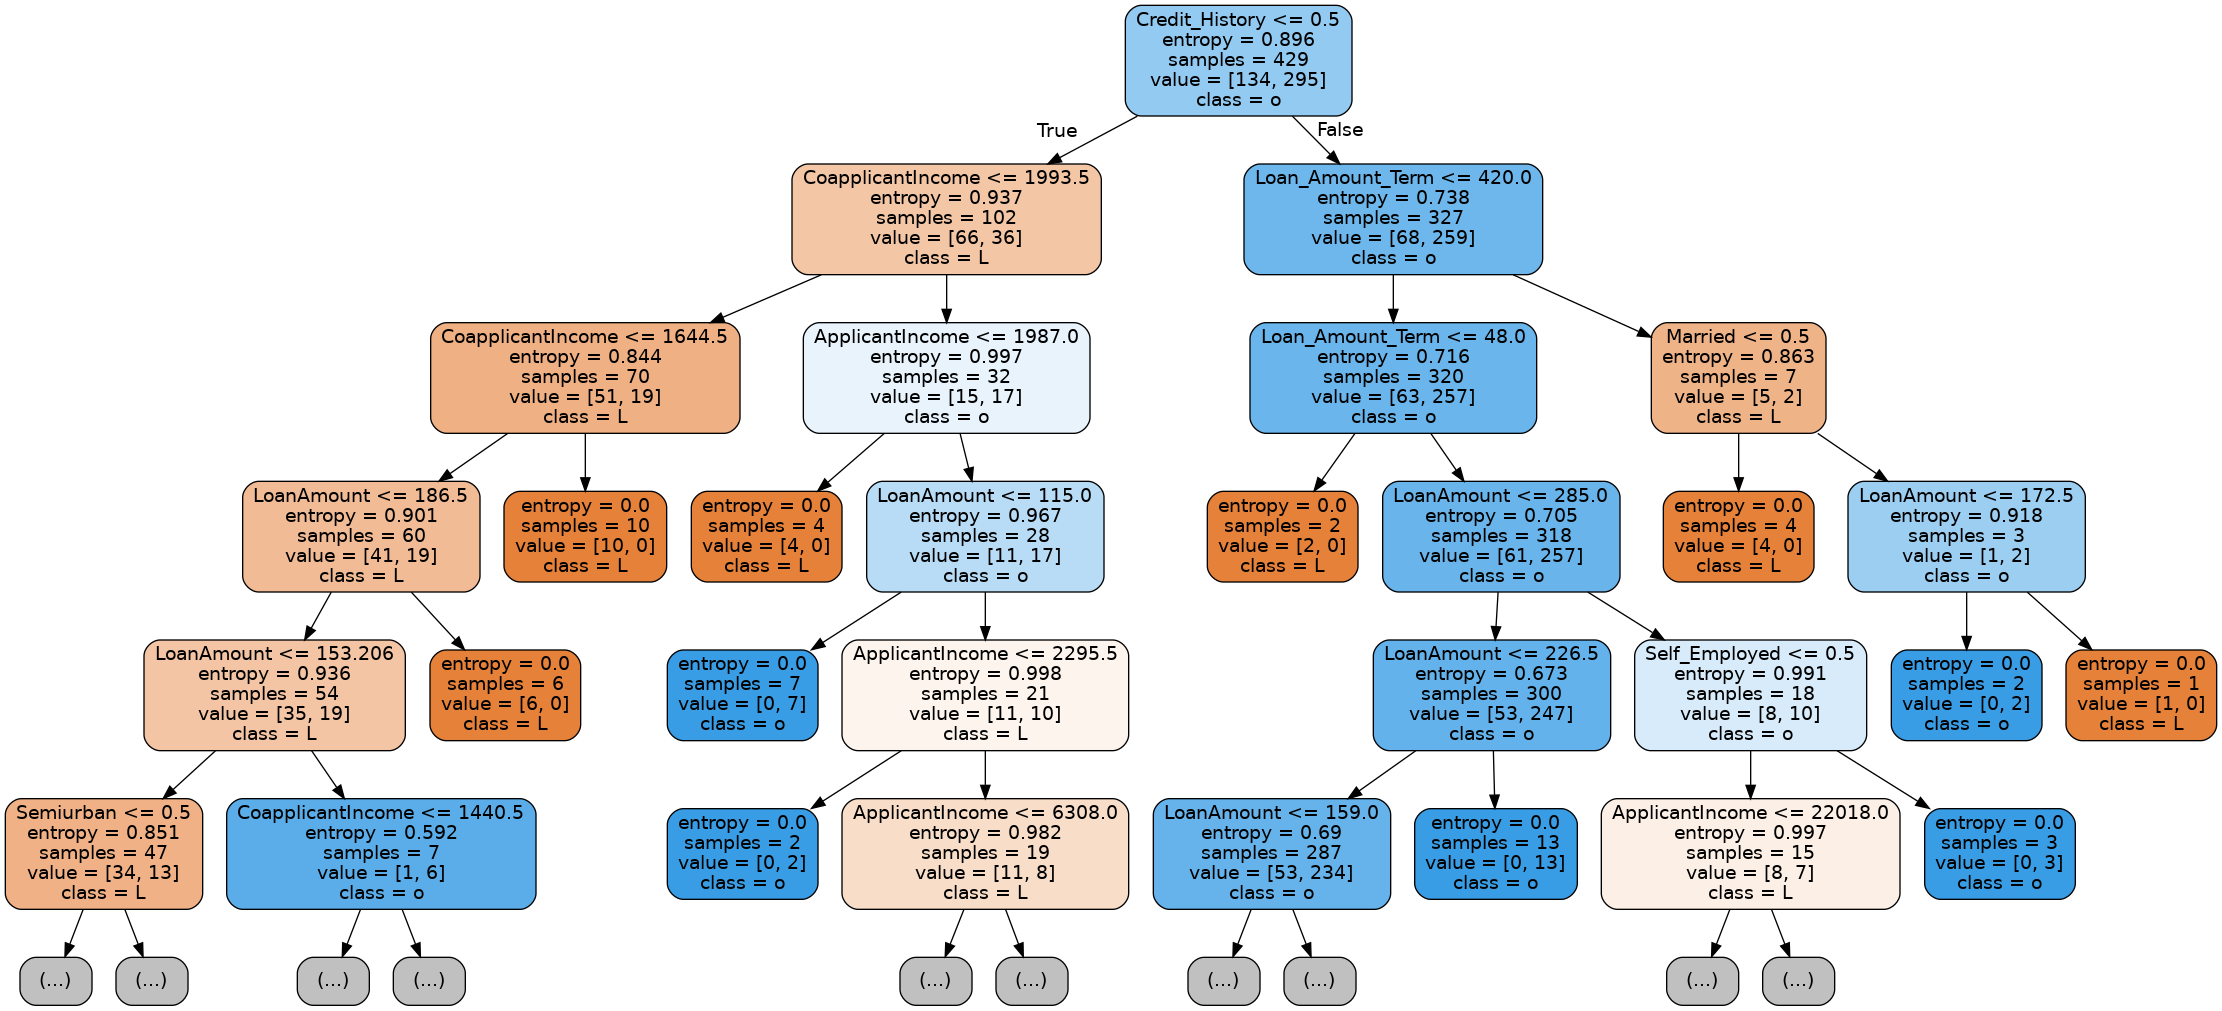 Credit_History <= 0.5
entropy = 0.896
samples = 429
value = [134, 295]
class = o
True
False
CoapplicantIncome <= 1993.5
entropy = 0.937
samples = 102
value = [66, 36]
class = L
Loan_Amount_Term <= 420.0
entropy = 0.738
samples = 327
value = [68, 259]
class = o
CoapplicantIncome <= 1644.5
entropy = 0.844
samples = 70
value = [51, 19]
class = L
ApplicantIncome <= 1987.0
entropy = 0.997
samples = 32
value = [15, 17]
class = o
Loan_Amount_Term <= 48.0
entropy = 0.716
samples = 320
value = [63, 257]
class = o
Married <= 0.5
entropy = 0.863
samples = 7
value = [5, 2]
class = L
LoanAmount <= 186.5
entropy = 0.901
samples = 60
value = [41, 19]
class = L
entropy = 0.0
samples = 10
value = [10, 0]
class = L
entropy = 0.0
samples = 4
value = [4, 0]
class = L
LoanAmount <= 115.0
entropy = 0.967
samples = 28
value = [11, 17]
class = o
entropy = 0.0
samples = 2
value = [2, 0]
class = L
LoanAmount <= 285.0
entropy = 0.705
samples = 318
value = [61, 257]
class = o
entropy = 0.0
samples = 4
value = [4, 0]
class = L
LoanAmount <= 172.5
entropy = 0.918
samples = 3
value = [1, 2]
class = o
LoanAmount <= 153.206
entropy = 0.936
samples = 54
value = [35, 19]
class = L
entropy = 0.0
samples = 6
value = [6, 0]
class = L
entropy = 0.0
samples = 7
value = [0, 7]
class = o
ApplicantIncome <= 2295.5
entropy = 0.998
samples = 21
value = [11, 10]
class = L
LoanAmount <= 226.5
entropy = 0.673
samples = 300
value = [53, 247]
class = o
Self_Employed <= 0.5
entropy = 0.991
samples = 18
value = [8, 10]
class = o
entropy = 0.0
samples = 2
value = [0, 2]
class = o
entropy = 0.0
samples = 1
value = [1, 0]
class = L
Semiurban <= 0.5
entropy = 0.851
samples = 47
value = [34, 13]
class = L
CoapplicantIncome <= 1440.5
entropy = 0.592
samples = 7
value = [1, 6]
class = o
entropy = 0.0
samples = 2
value = [0, 2]
class = o
ApplicantIncome <= 6308.0
entropy = 0.982
samples = 19
value = [11, 8]
class = L
LoanAmount <= 159.0
entropy = 0.69
samples = 287
value = [53, 234]
class = o
entropy = 0.0
samples = 13
value = [0, 13]
class = o
ApplicantIncome <= 22018.0
entropy = 0.997
samples = 15
value = [8, 7]
class = L
entropy = 0.0
samples = 3
value = [0, 3]
class = o
(...)
(...)
(...)
(...)
(...)
(...)
(...)
(...)
(...)
(...)